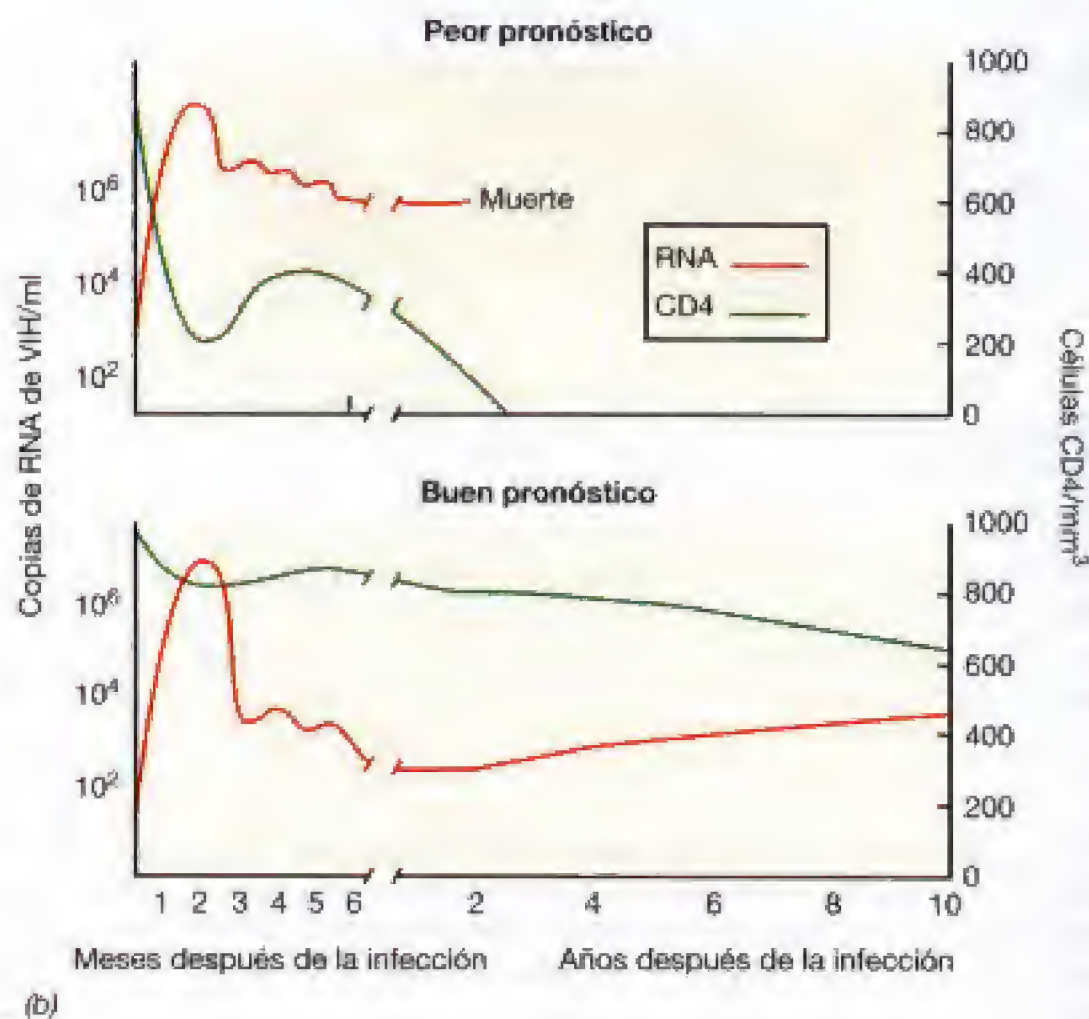 Peor pronóstico
Copias de RNA de VIH/ml
10⁶
10⁴
10²
Muerte
RNA
CD4
1000
800
600
400
200
0
Células CD4/mm³
Buen pronóstico
10⁶
10⁴
10²
1000
800
600
400
200
0
1 2 3 4 5 6 2 4 6 8 10
Meses después de la infección Años después de la infección
(b)